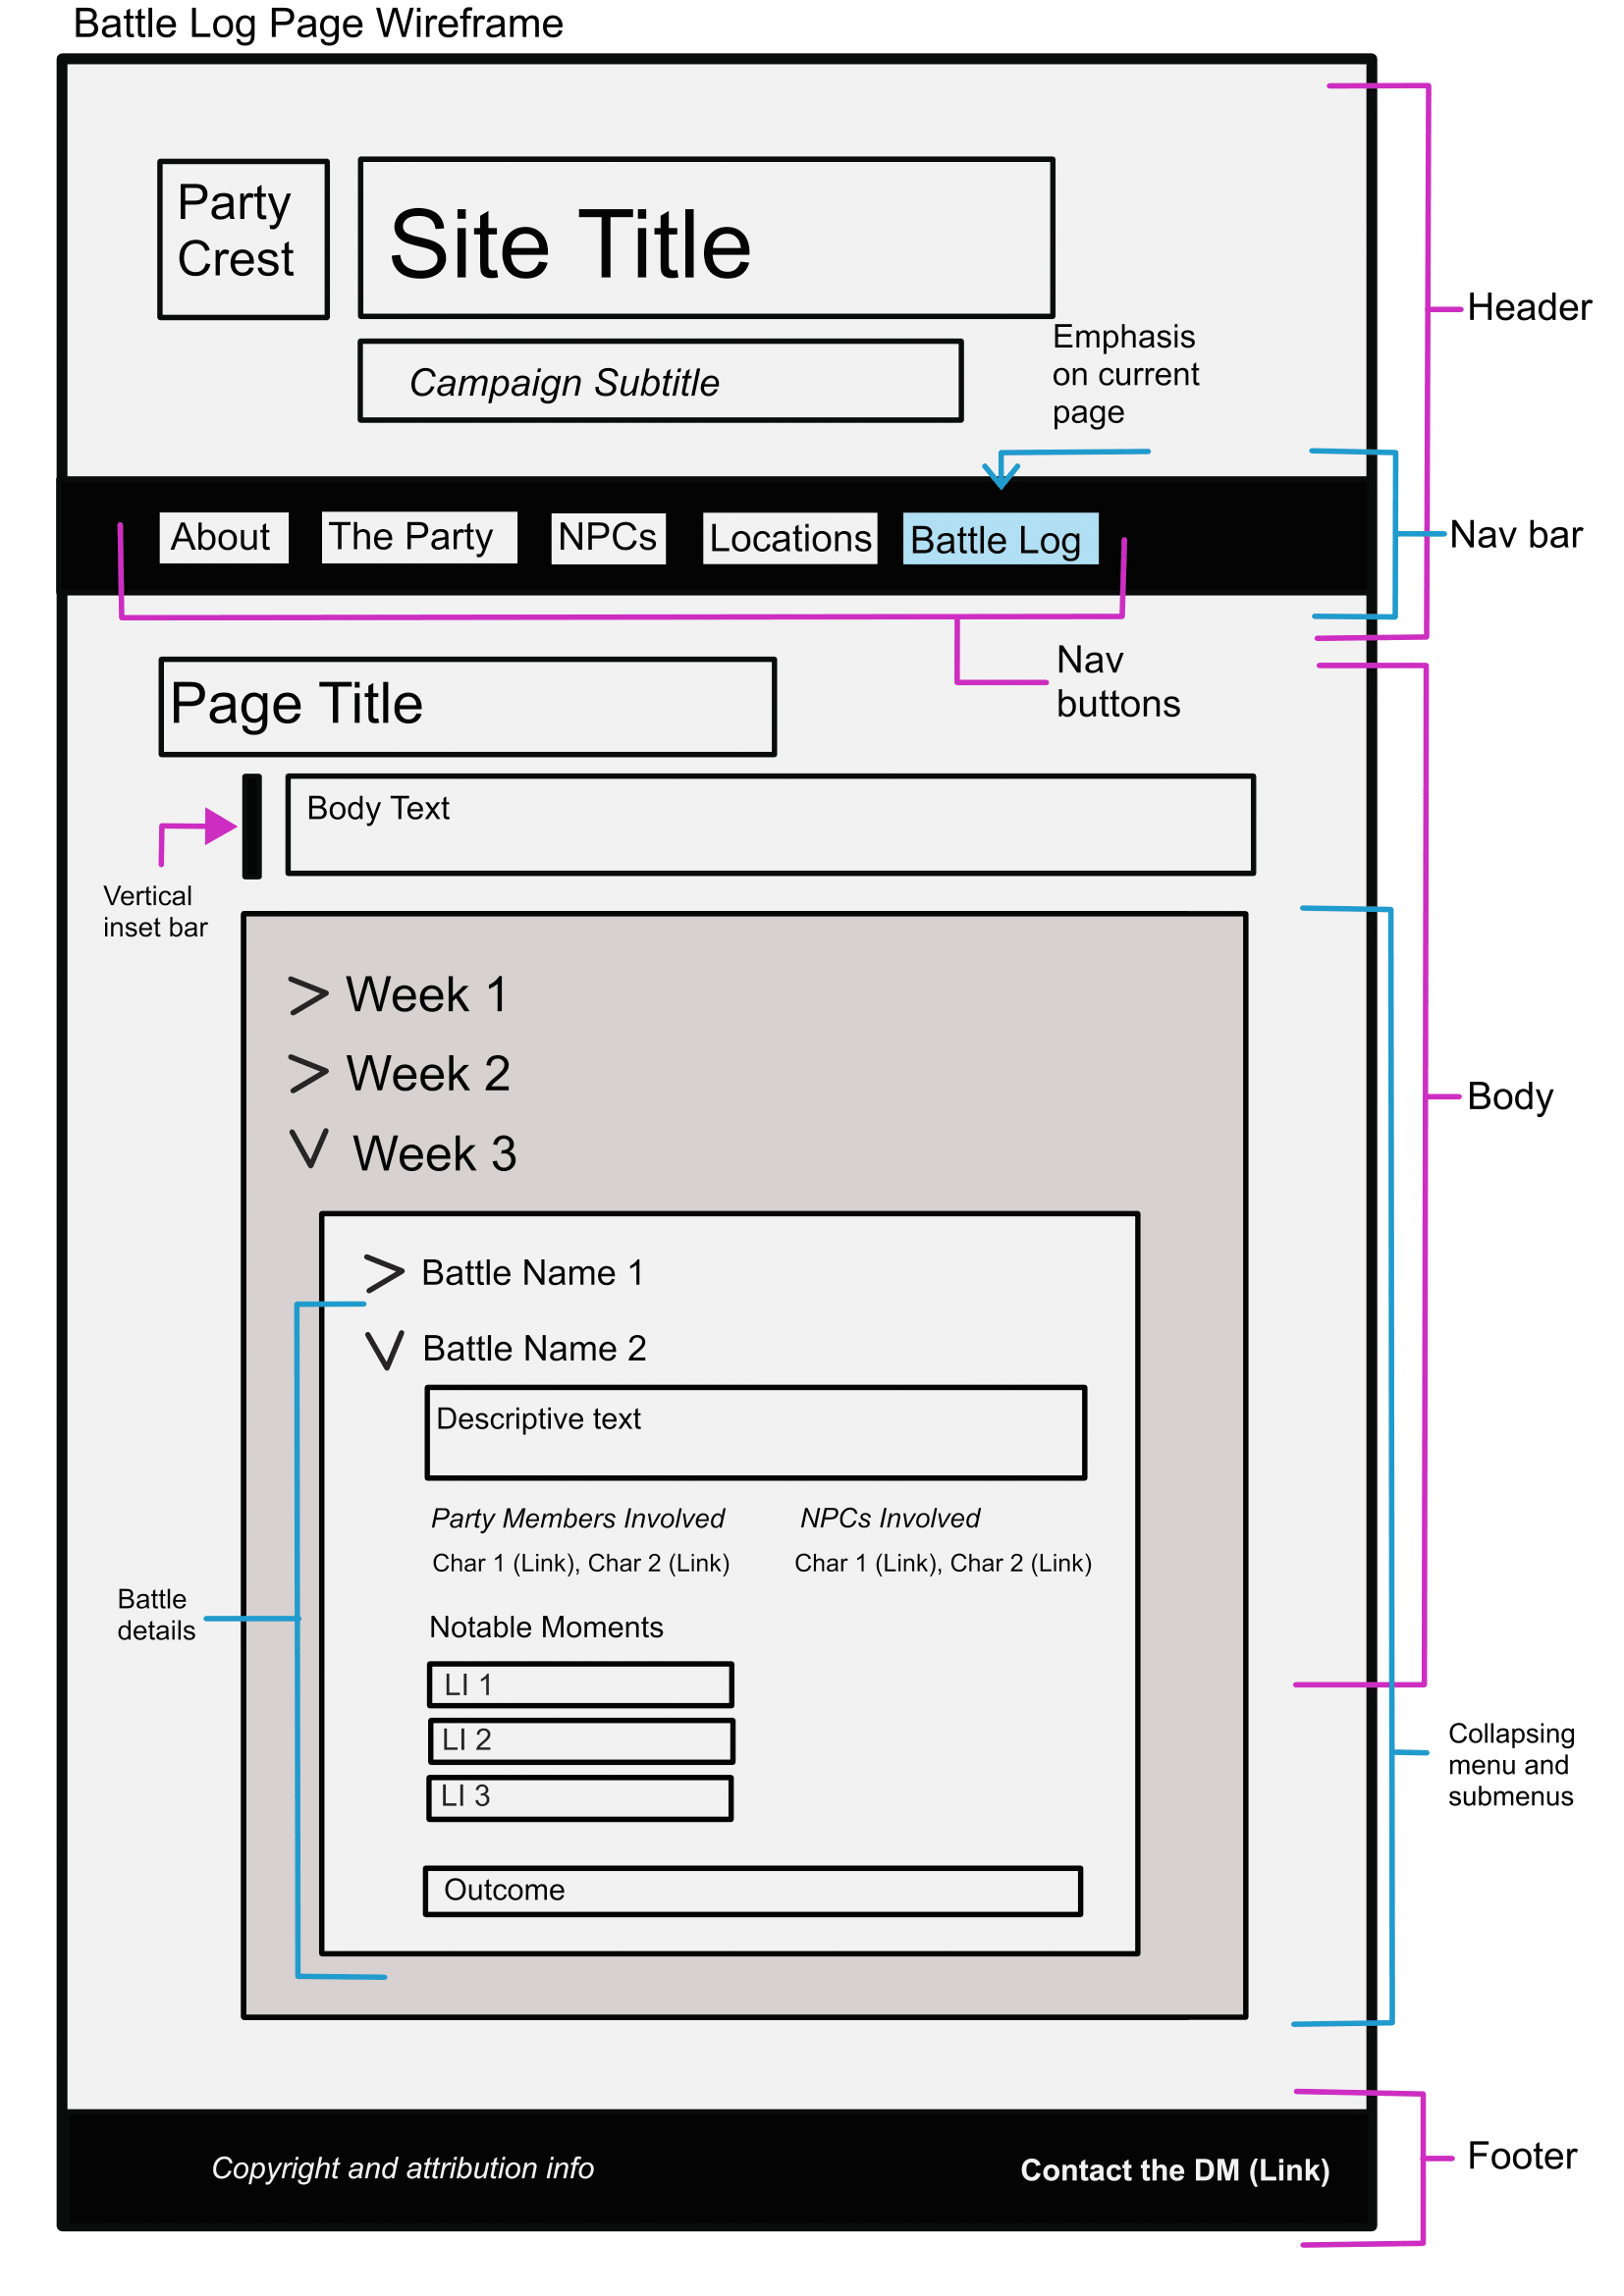 Battle Log Page Wireframe
Party
Crest
Site Title
Campaign Subtitle
Emphasis
on current
page
Header
About
The Party
NPCs
Locations
Battle Log
Nav bar
Nav
buttons
Page Title
Body Text
Vertical
inset bar
> Week 1
> Week 2
Week 3
Body
> Battle Name 1
Battle Name 2
Descriptive text
Party Members Involved
NPCs Involved
Char 1 (Link), Char 2 (Link)
Char 1 (Link), Char 2 (Link)
Battle
details
Notable Moments
LI 1
LI 2
LI 3
Collapsing
menu and
submenus
Outcome
Copyright and attribution info
Contact the DM (Link)
Footer